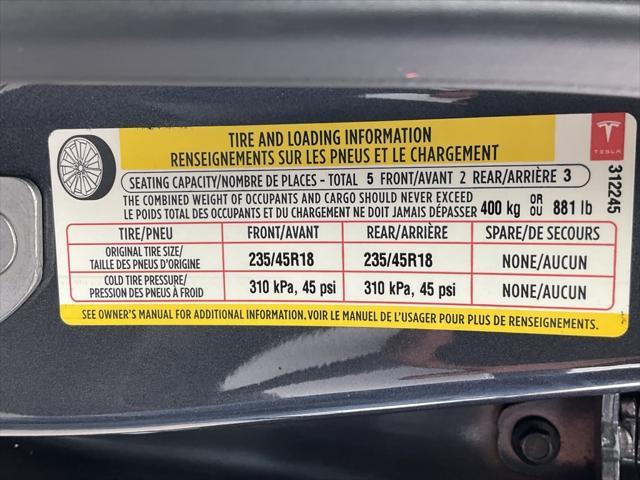 TIRE AND LOADING INFORMATION
RENSEIGNEMENTS SUR LES PNEUS ET LE CHARGEMENT
SEATING CAPACITY/NOMBRE DE PLACES - TOTAL 5 FRONT/AVANT 2 REAR/ARRIÈRE 3
THE COMBINED WEIGHT OF OCCUPANTS AND CARGO SHOULD NEVER EXCEED
LE POIDS TOTAL DES OCCUPANTS ET DU CHARGEMENT NE DOIT JAMAIS DÉPASSER 400 kg OR OU 881 lb
TIRE/PNEU FRONT/AVANT REAR/ARRIÈRE SPARE/DE SECOURS
ORIGINAL TIRE SIZE/
TAILLE DES PNEUS D'ORIGINE 235/45R18 235/45R18 NONE/AUCUN
COLD TIRE PRESSURE/
PRESSION DES PNEUS À FROID 310 kPa, 45 psi 310 kPa, 45 psi NONE/AUCUN
SEE OWNER'S MANUAL FOR ADDITIONAL INFORMATION. VOIR LE MANUEL DE L'USAGER POUR PLUS DE RENSEIGNEMENTS.
TESLA
312245